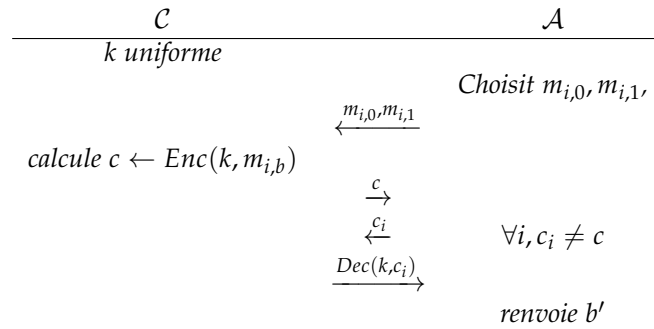 𝒞 𝒜
k uniforme
Choisit m_{i,0}, m_{i,1},
m_{i,0},m_{i,1}
calcule c ← Enc(k, m_{i,b})
c
c_i ∀i, c_i ≠ c
Dec(k,c_i)
renvoie b′